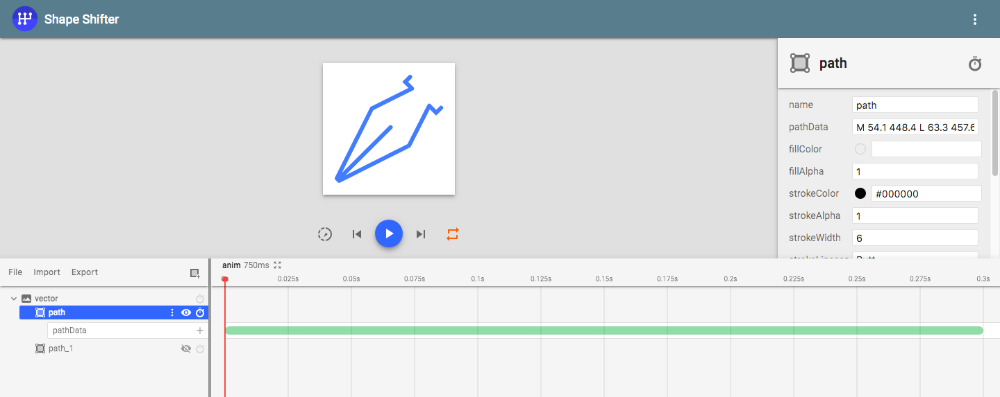 Shape Shifter
path
name path
pathData M 54.1 448.4 L 63.3 457.6
fillColor
fillAlpha 1
strokeColor #000000
strokeAlpha 1
strokeWidth 6
File Import Export
anim 750ms
0.025s 0.05s 0.075s 0.1s 0.125s 0.15s 0.175s 0.2s 0.225s 0.25s 0.275s 0.3s
vector
path
pathData
path_1